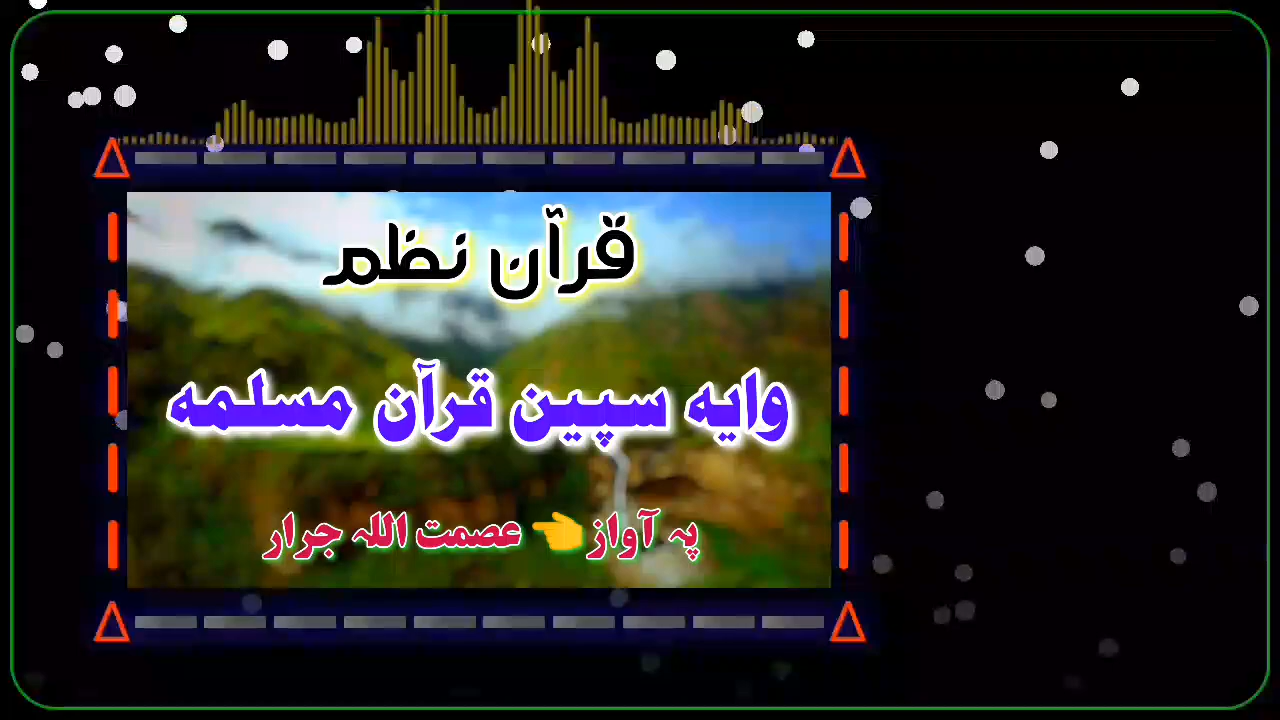 قرآن نظم
وایه سپین قرآن مسلمه
په آواز👈 عصمت الله جرار